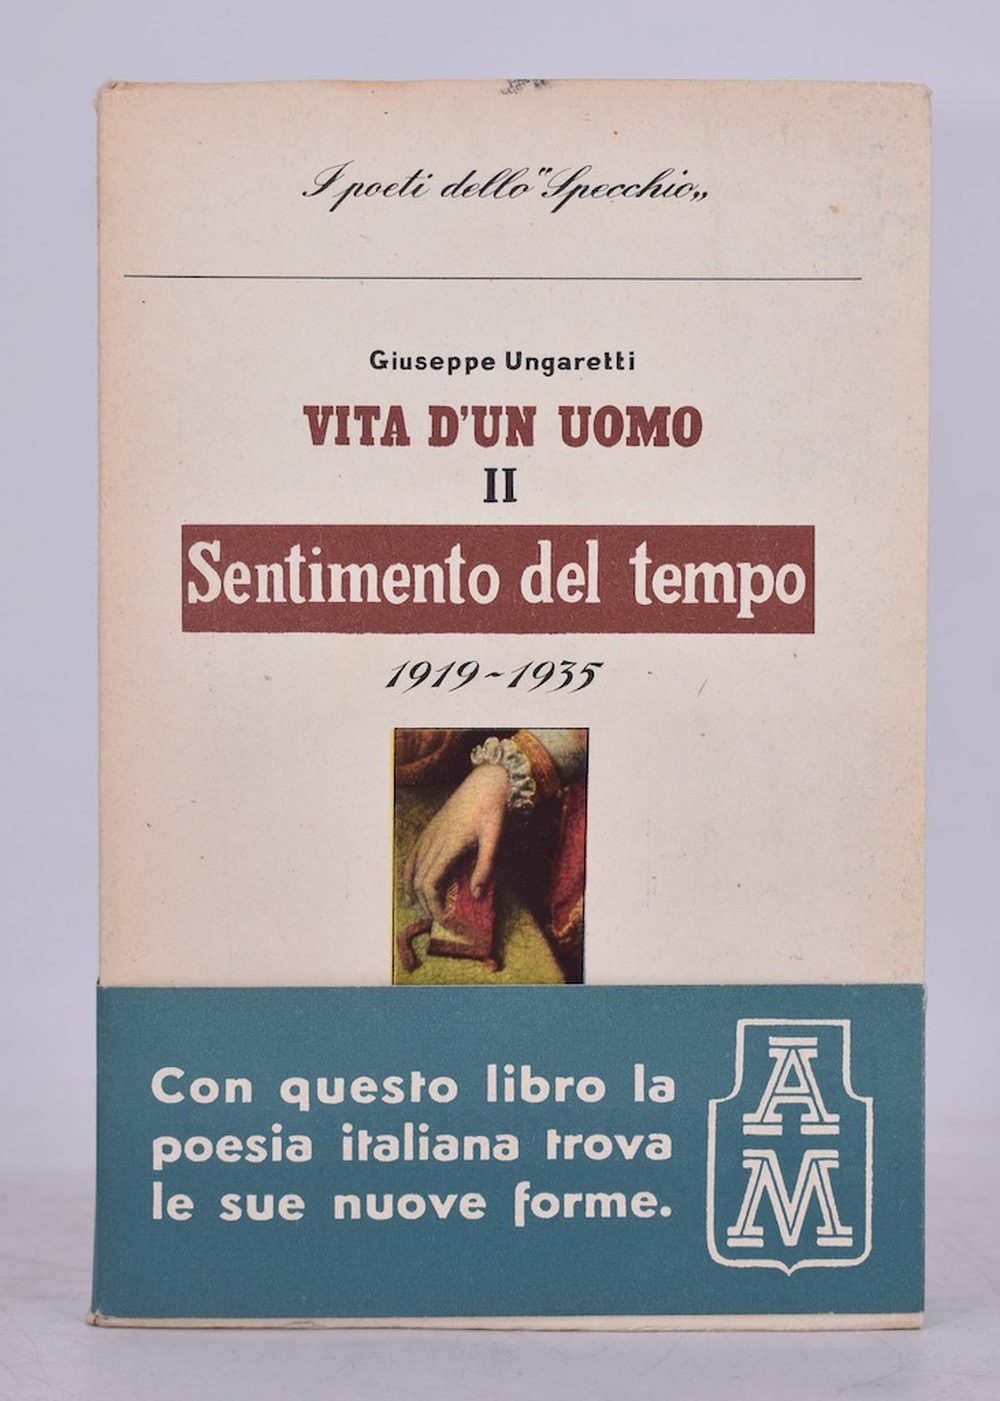 I poeti dello "Specchio„
Giuseppe Ungaretti
VITA D'UN UOMO
II
Sentimento del tempo
1919-1935
Con questo libro la
poesia italiana trova
le sue nuove forme.
A
M